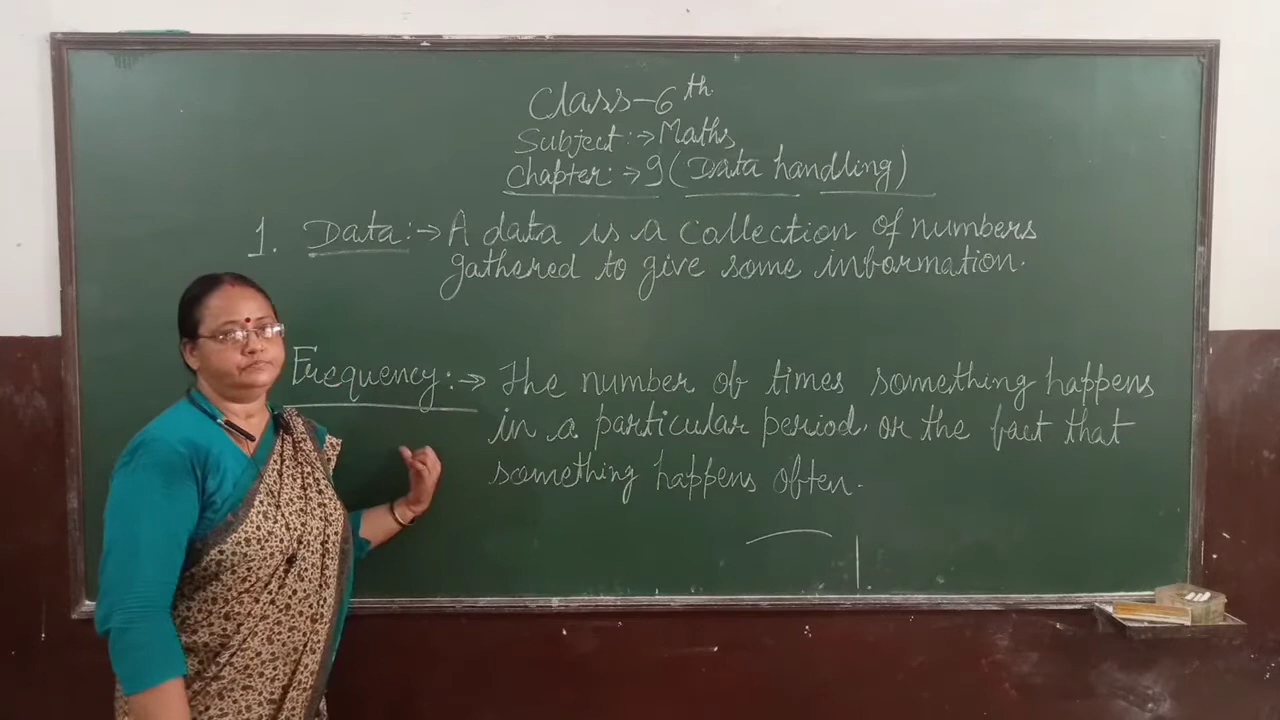 Class-6th.
Subject:→Maths
Chapter:→9(Data handling)
1. Data:→A data is a collection of numbers
gathered to give some information.
Frequency:→ The number of times something happens
in a particular period. or the fact that
something happens often.